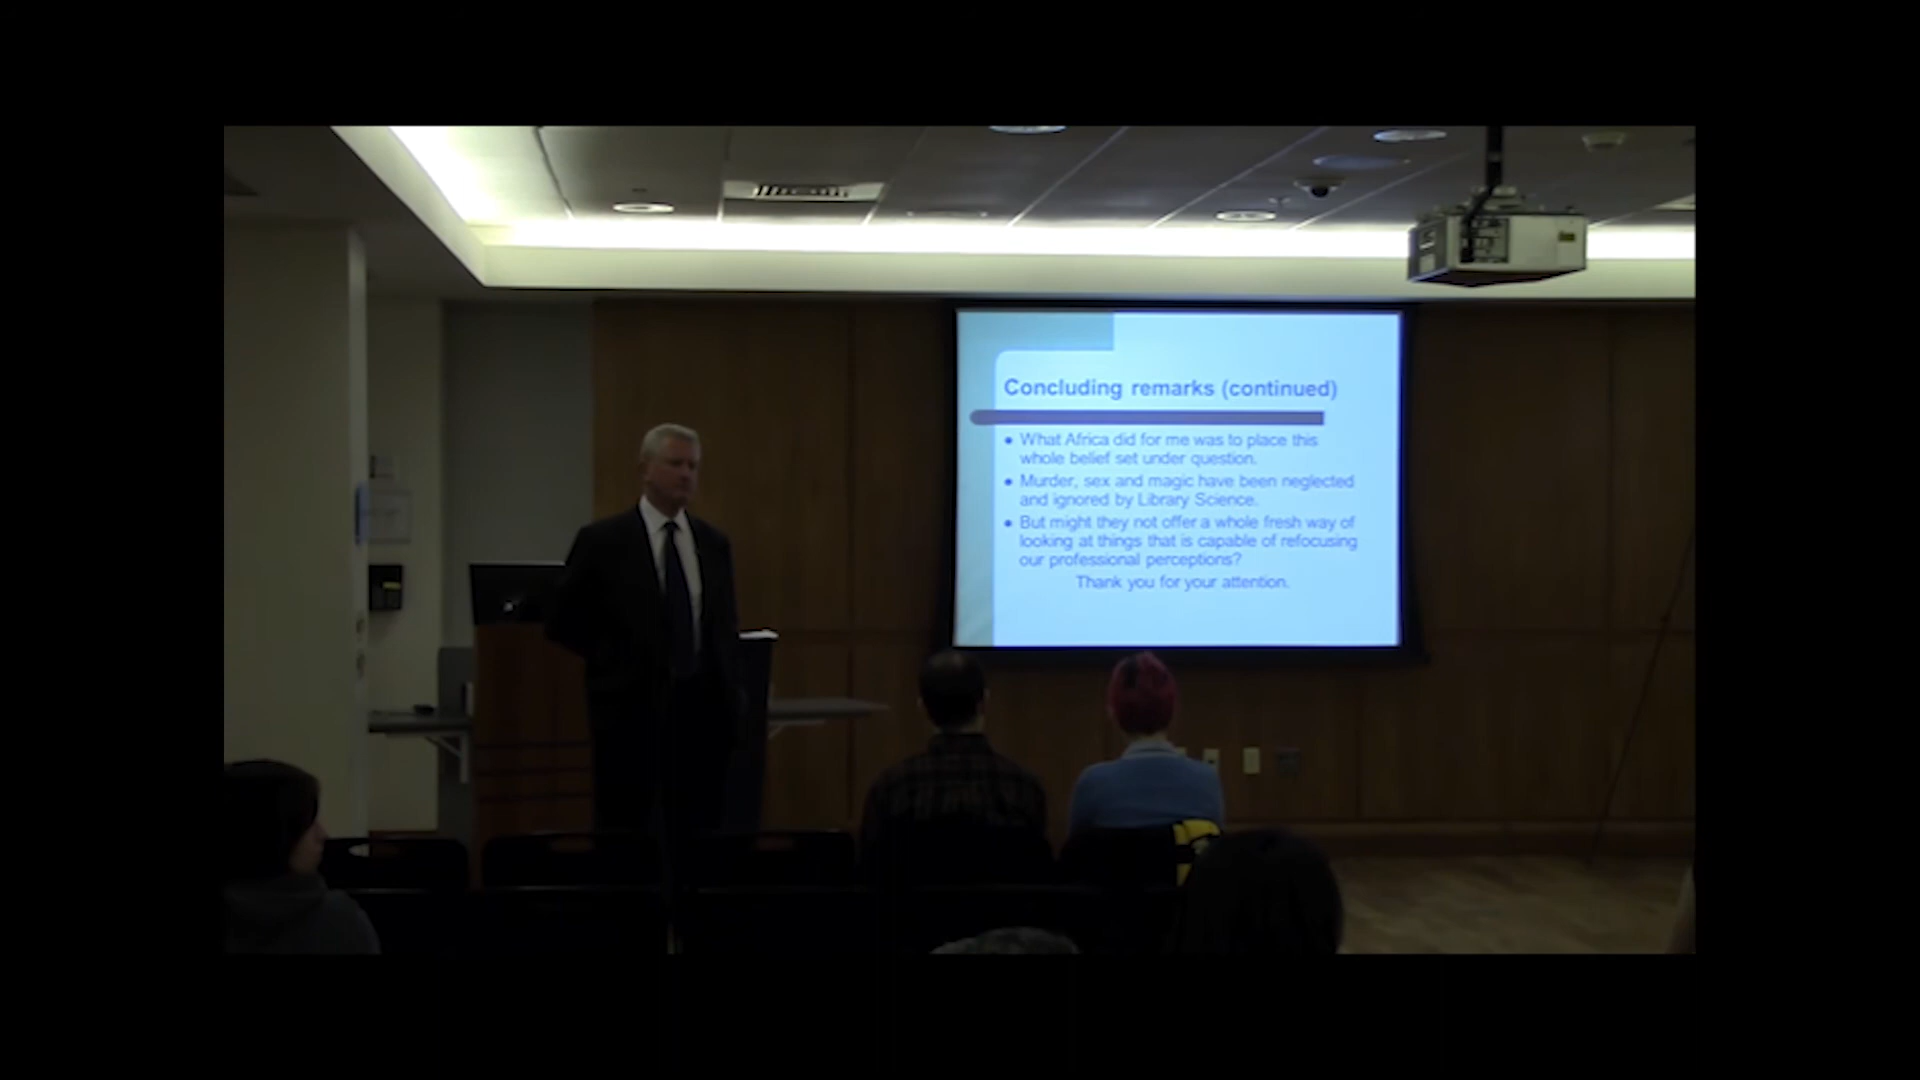 Concluding remarks (continued)
• What Africa did for me was to place this
whole belief set under question.
• Murder, sex and magic have been neglected
and ignored by Library Science.
• But might they not offer a whole fresh way of
looking at things that is capable of refocusing
our professional perceptions?
Thank you for your attention.